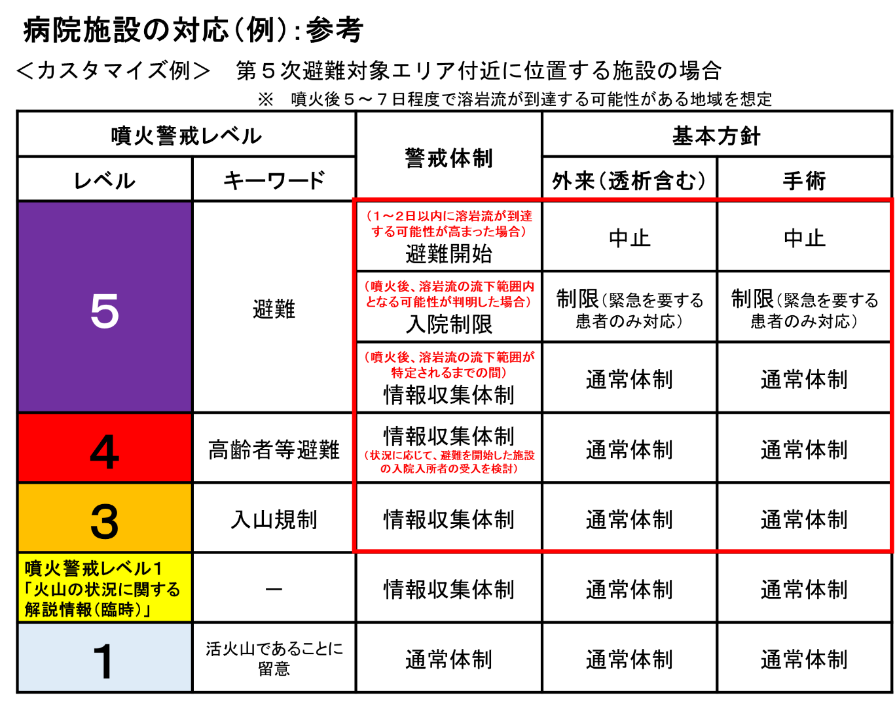 病院施設の対応（例）：参考
＜カスタマイズ例＞　第５次避難対象エリア付近に位置する施設の場合
※　噴火後５～７日程度で溶岩流が到達する可能性がある地域を想定
噴火警戒レベル
警戒体制
基本方針
レベル
キーワード
外来（透析含む）
手術
5
避難
（１～２日以内に溶岩流が到達
する可能性が高まった場合）
避難開始
中止
中止
（噴火後、溶岩流の流下範囲内
となる可能性が判明した場合）
入院制限
制限（緊急を要する
患者のみ対応）
制限（緊急を要する
患者のみ対応）
（噴火後、溶岩流の流下範囲が
特定されるまでの間）
情報収集体制
通常体制
通常体制
4
高齢者等避難
情報収集体制
（状況に応じて、避難を開始した施設
の入院入所者の受入を検討）
通常体制
通常体制
3
入山規制
情報収集体制
通常体制
通常体制
噴火警戒レベル１
「火山の状況に関する
解説情報（臨時）」
－
情報収集体制
通常体制
通常体制
1
活火山であることに
留意
通常体制
通常体制
通常体制